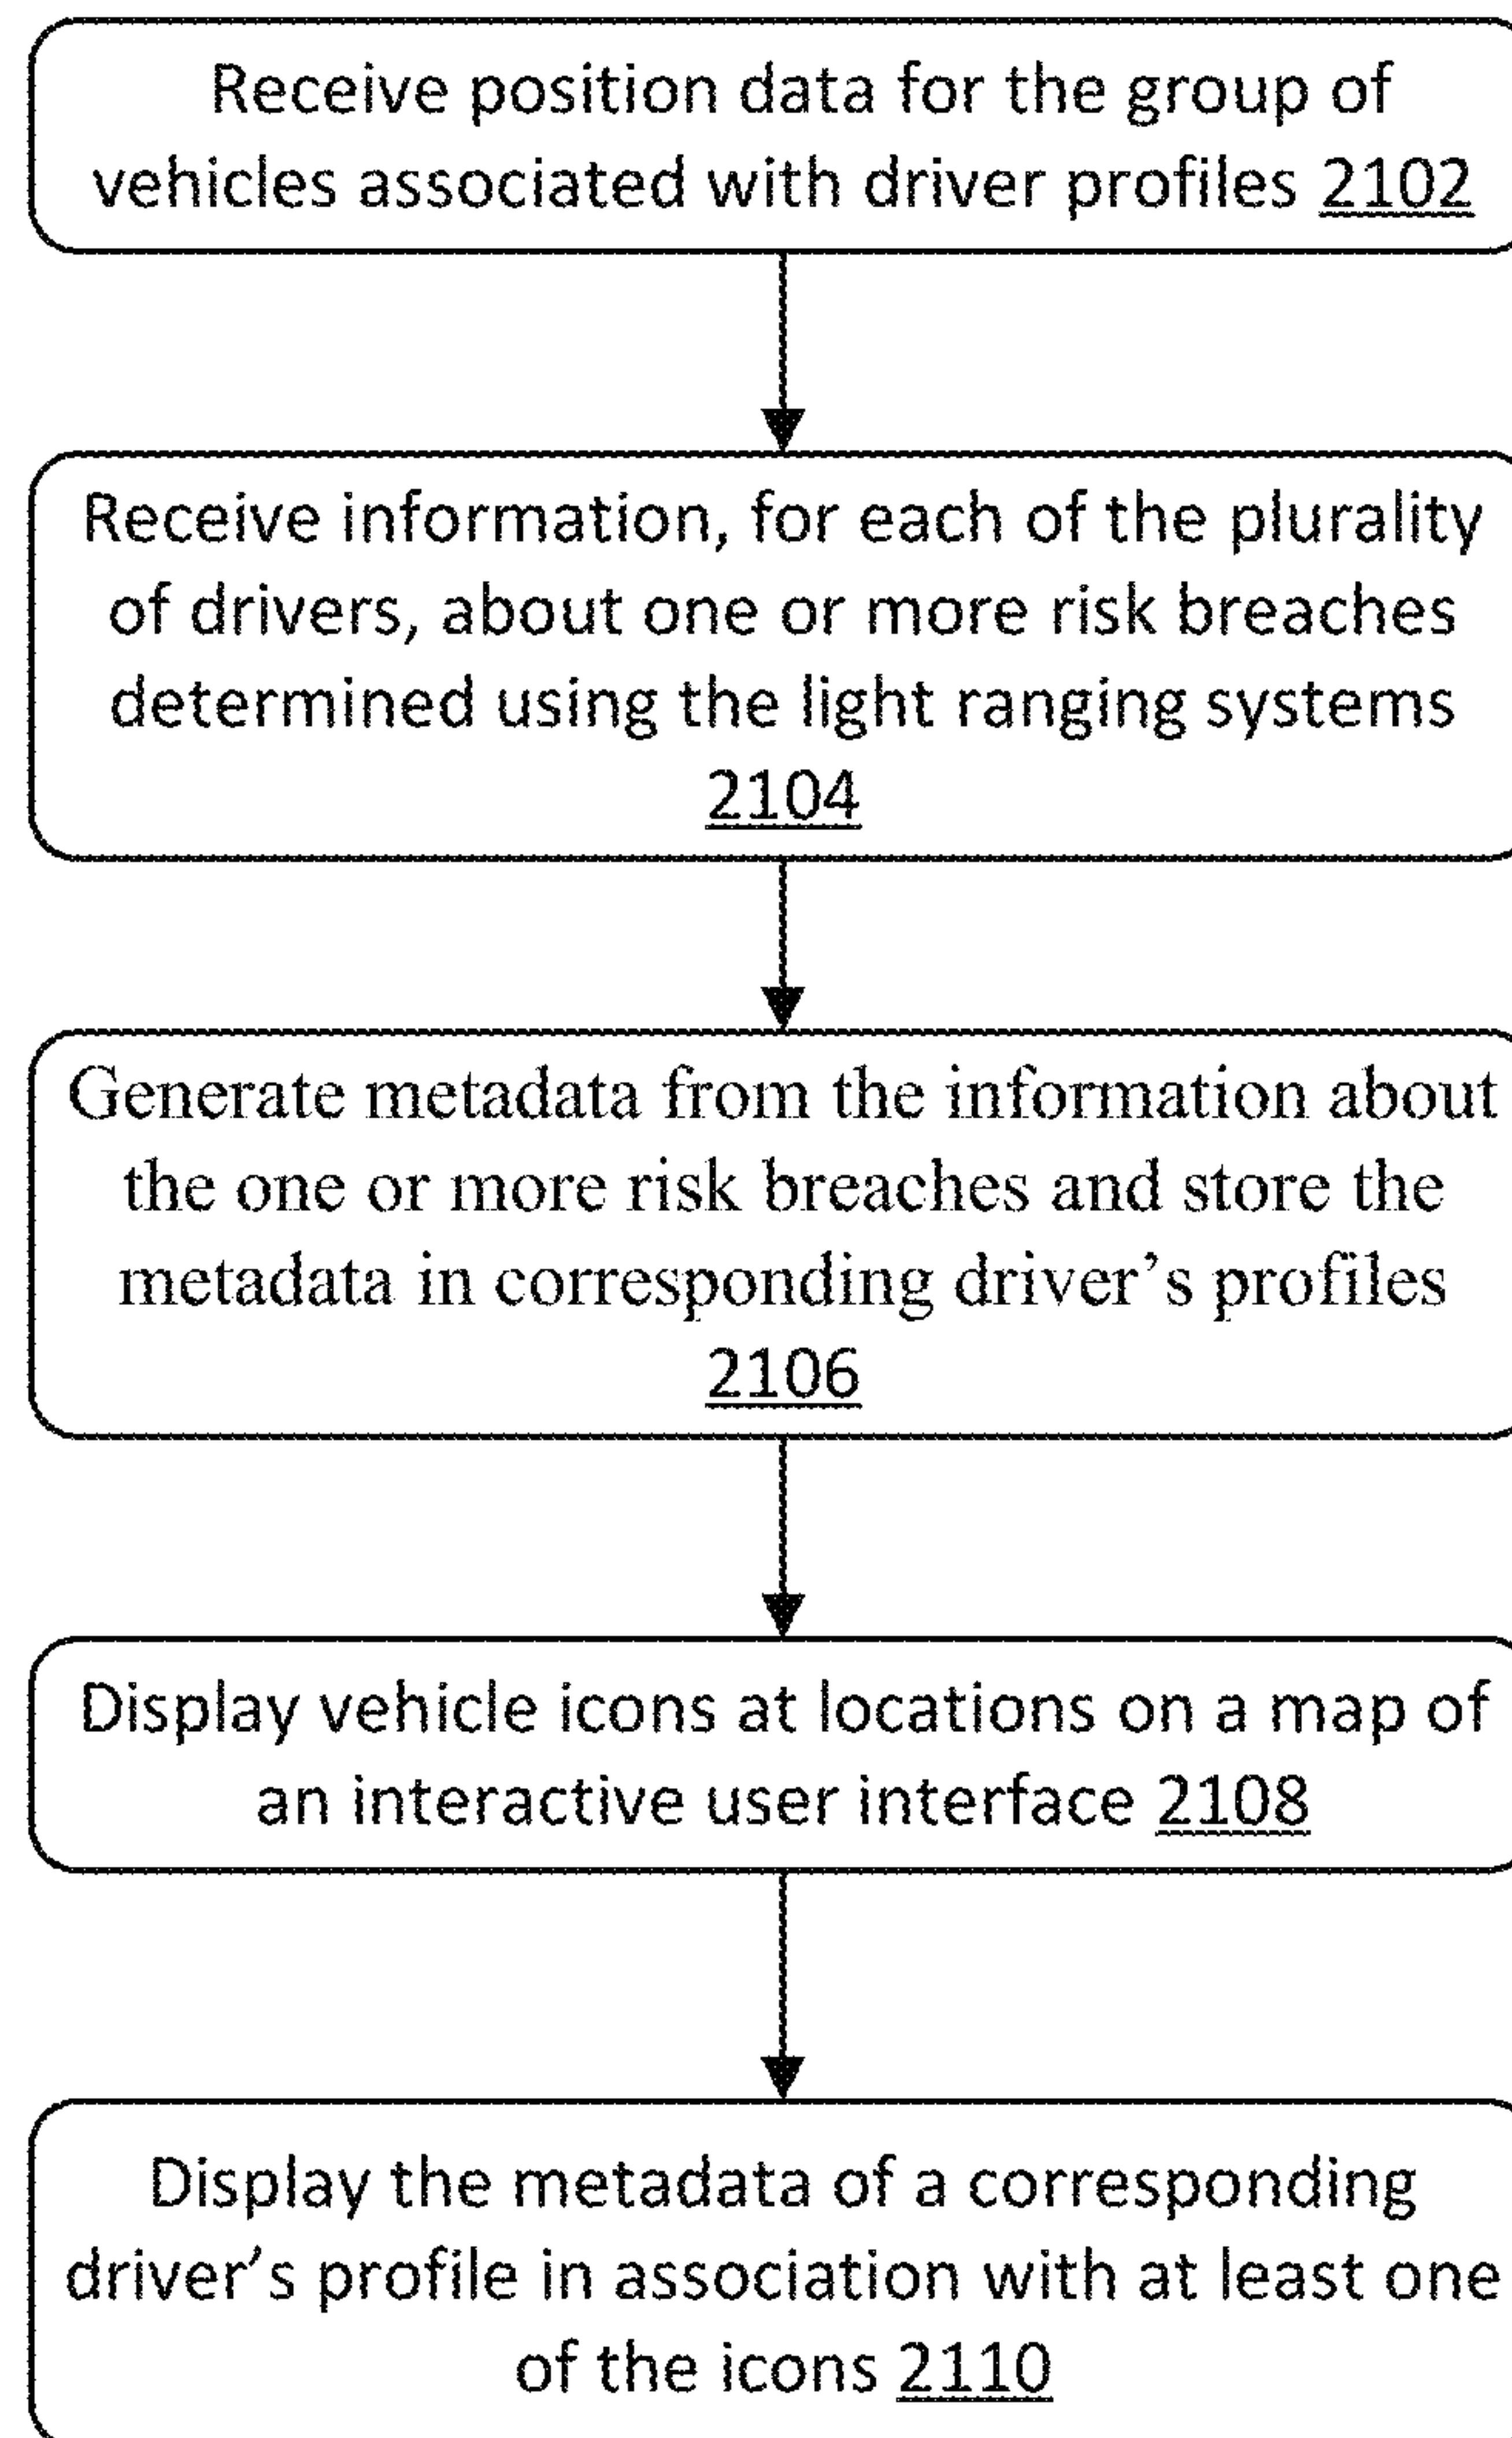 Receive position data for the group of
vehicles associated with driver profiles 2102
Receive information, for each of the plurality
of drivers, about one or more risk breaches
determined using the light ranging systems
2104
Generate metadata from the information about
the one or more risk breaches and store the
metadata in corresponding driver’s profiles
2106
Display vehicle icons at locations on a map of
an interactive user interface 2108
Display the metadata of a corresponding
driver’s profile in association with at least one
of the icons 2110